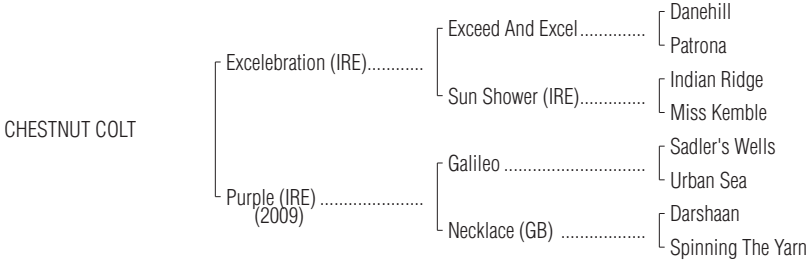 CHESTNUT COLT
Excelebration (IRE)............
Purple (IRE) .......................
(2009)
Exceed And Excel..............
Sun Shower (IRE)..............
Galileo ..............................
Necklace (GB) ..................
Danehill
Patrona
Indian Ridge
Miss Kemble
Sadler's Wells
Urban Sea
Darshaan
Spinning The Yarn